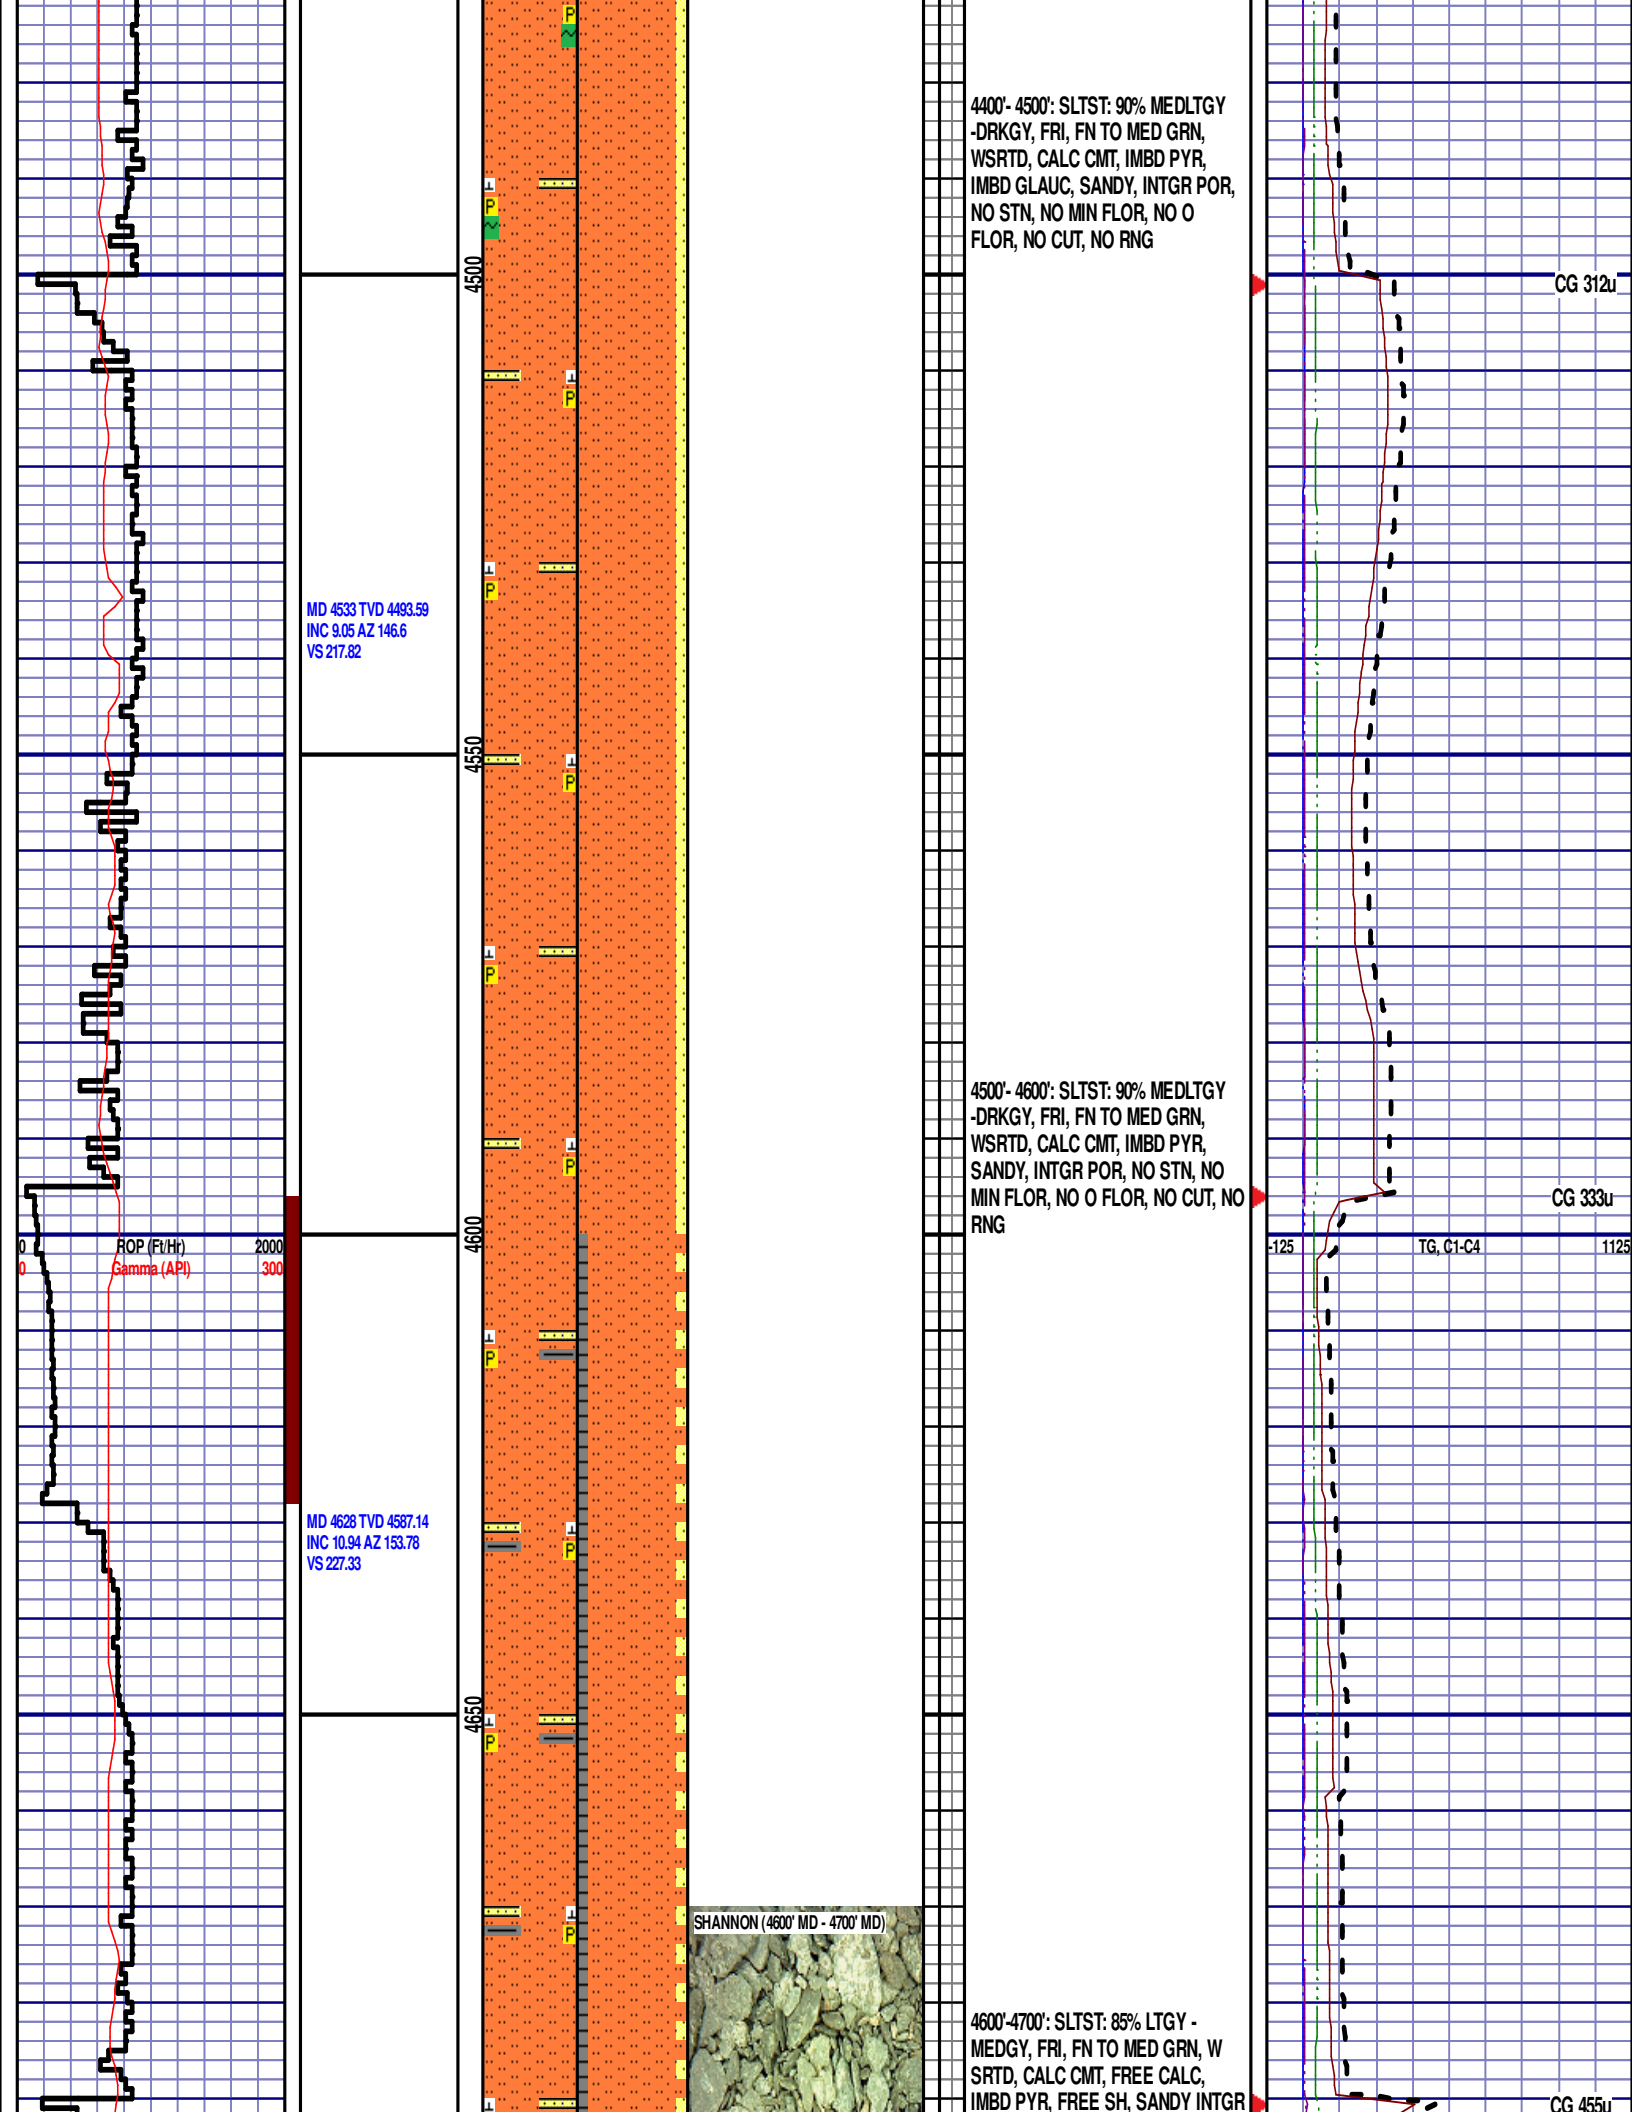 P
4400'- 4500': SLTST: 90% MEDLTGY
-DRKGY, FRI, FN TO MED GRN,
WSRTD, CALC CMT, IMBD PYR,
IMBD GLAUC, SANDY, INTGR POR,
NO STN, NO MIN FLOR, NO O
FLOR, NO CUT, NO RNG
P
4500
CG 312u
P
P
MD 4533 TVD 4493.59
INC 9.05 AZ 146.6
VS 217.82
4550
P
P
4500'- 4600': SLTST: 90% MEDLTGY
-DRKGY, FRI, FN TO MED GRN,
WSRTD, CALC CMT, IMBD PYR,
SANDY, INTGR POR, NO STN, NO
MIN FLOR, NO O FLOR, NO CUT, NO
RNG
P
CG 333u
4600
0 ROP (Ft/Hr) 2000
0 Gamma (API) 300
-125 TG, C1-C4 1125
P
MD 4628 TVD 4587.14
INC 10.94 AZ 153.78
VS 227.33
P
4650
P
SHANNON (4600' MD - 4700' MD)
P
4600'-4700': SLTST: 85% LTGY -
MEDGY, FRI, FN TO MED GRN, W
SRTD, CALC CMT, FREE CALC,
IMBD PYR, FREE SH, SANDY INTGR
CG 455u